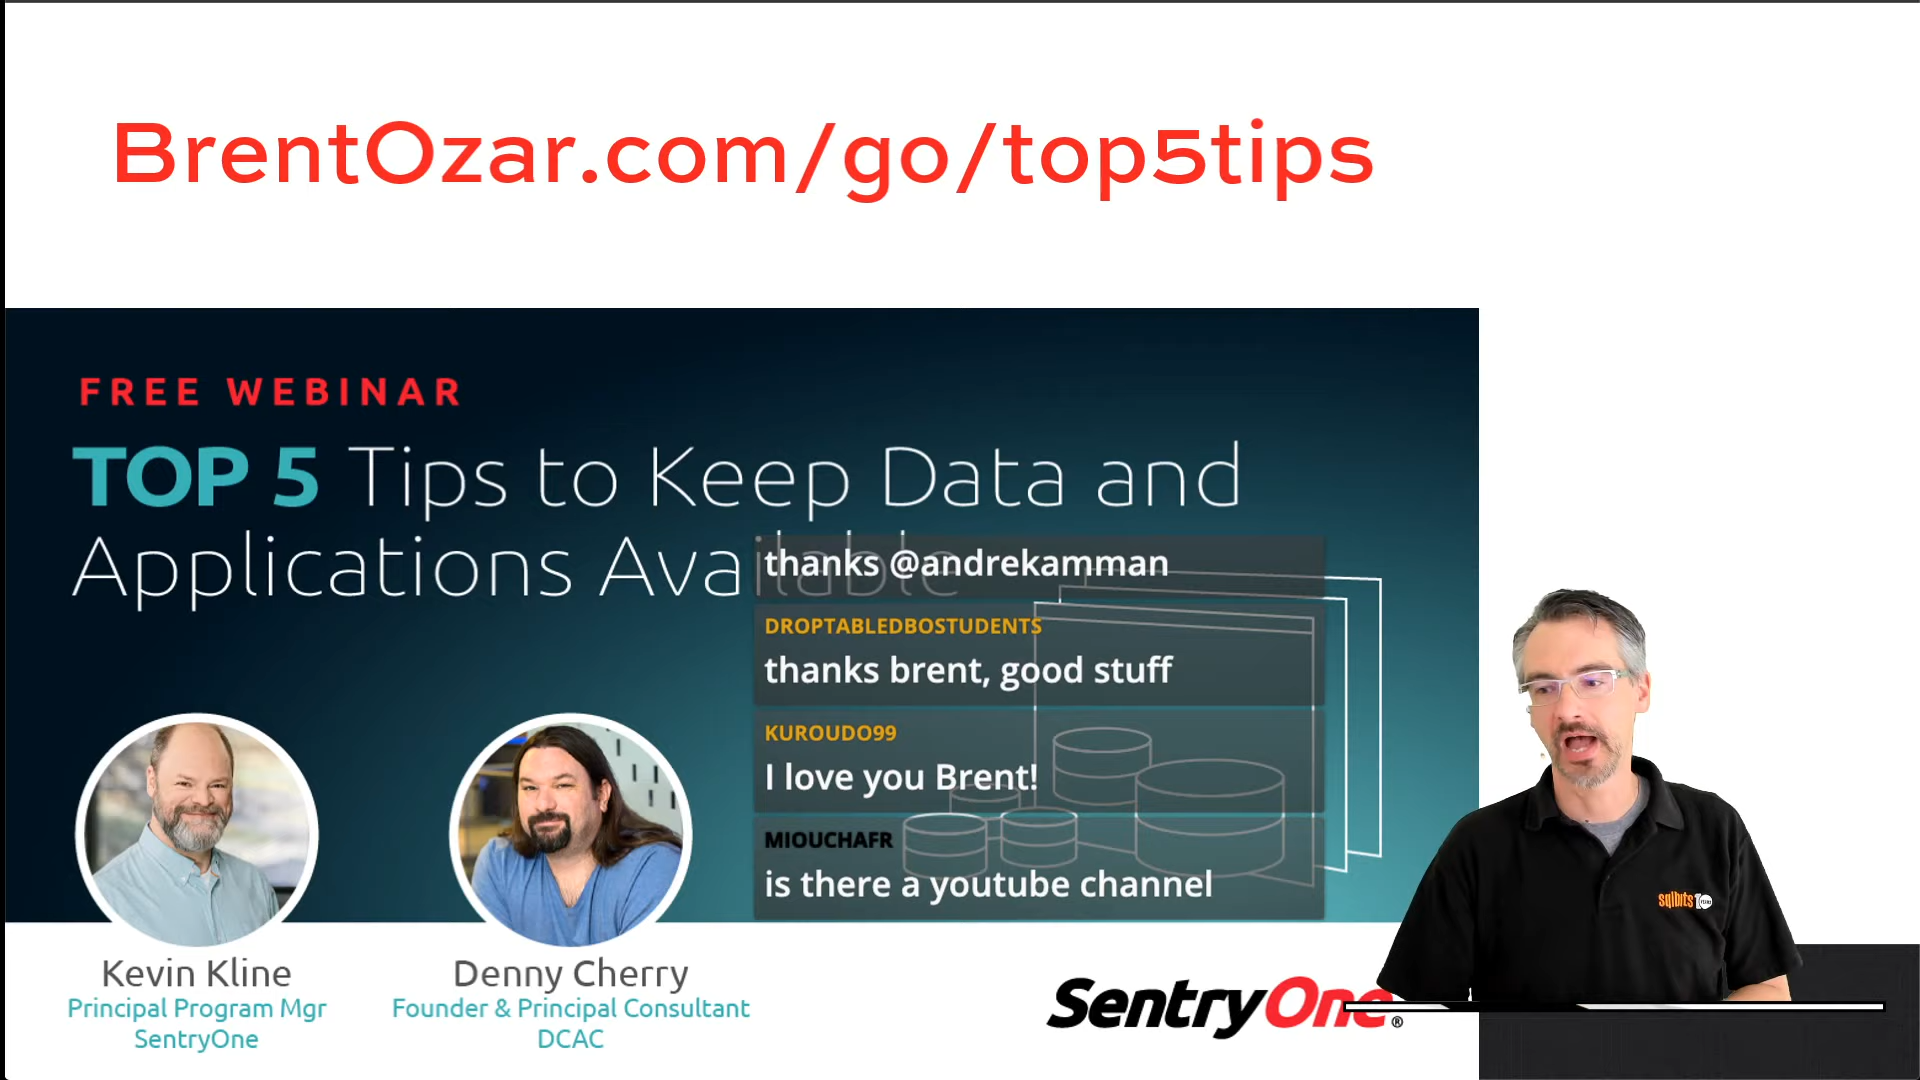 BrentOzar.com/go/top5tips
FREE WEBINAR
TOP 5 Tips to Keep Data and
Applications Available
thanks @andrekamman
DROPTABLEDBOSTUDENTS
thanks brent, good stuff
KUROUDO99
I love you Brent!
MIOUCHAFR
is there a youtube channel
Kevin Kline
Principal Program Mgr
SentryOne
Denny Cherry
Founder & Principal Consultant
DCAC
SentryOne®
sqlbits